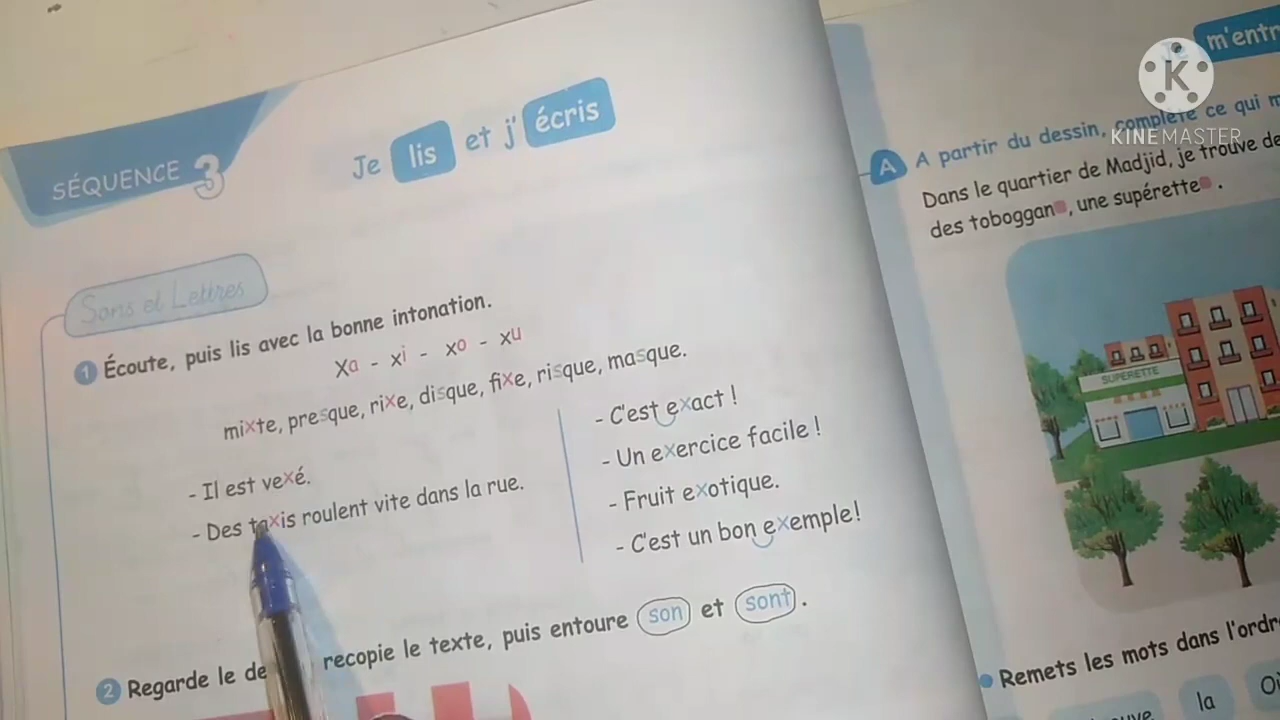 SÉQUENCE 3
Je lis et j'écris
Sons et Lettres
1 Écoute, puis lis avec la bonne intonation.
xa - xi - xo - xu
mixte, presque, rixe, disque, fixe, risque, masque.
- Il est vexé.
- Des taxis roulent vite dans la rue.
- C'est exact !
- Un exercice facile !
- Fruit exotique.
- C'est un bon exemple!
2 Regarde le recopie le texte, puis entoure son et sont.
m'entr
KINEMASTER
A A partir du dessin, complète ce qui m
Dans le quartier de Madjid, je trouve de
des toboggan, une supérette.
SUPERETTE
Remets les mots dans l'ordr
la